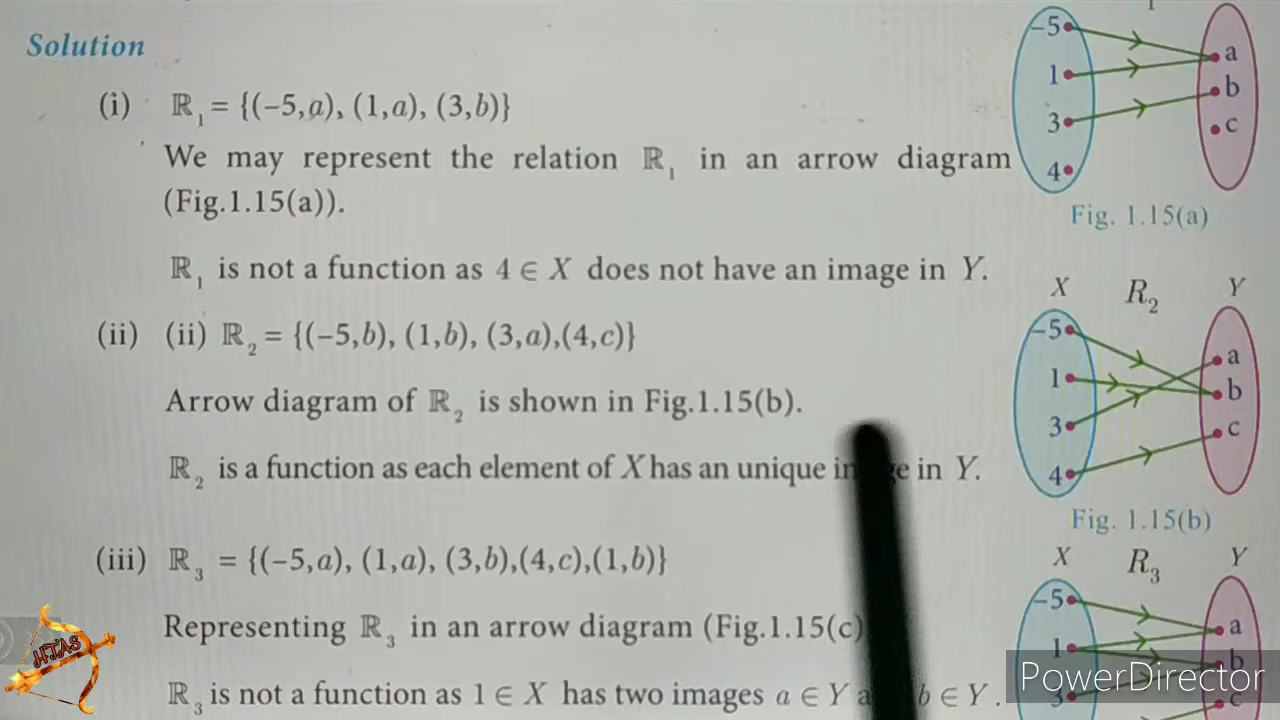 Solution
(i) ℝ₁ = {(−5,a), (1,a), (3,b)}
We may represent the relation ℝ₁ in an arrow diagram
(Fig.1.15(a)).
ℝ₁ is not a function as 4 ∈ X does not have an image in Y.
(ii) (ii) ℝ₂ = {(−5,b), (1,b), (3,a),(4,c)}
Arrow diagram of ℝ₂ is shown in Fig.1.15(b).
ℝ₂ is a function as each element of X has an unique in Y.
(iii) ℝ₃ = {(−5,a), (1,a), (3,b),(4,c),(1,b)}
Representing ℝ₃ in an arrow diagram (Fig.1.15(c)
ℝ₃ is not a function as 1 ∈ X has two images a ∈ Y b ∈ Y.
−5
1
3
4
a
b
c
Fig. 1.15(a)
X R₂ Y
−5
1
3
4
a
b
c
Fig. 1.15(b)
X R₃ Y
−5
1
3
a
b
c
HTAS
PowerDirector